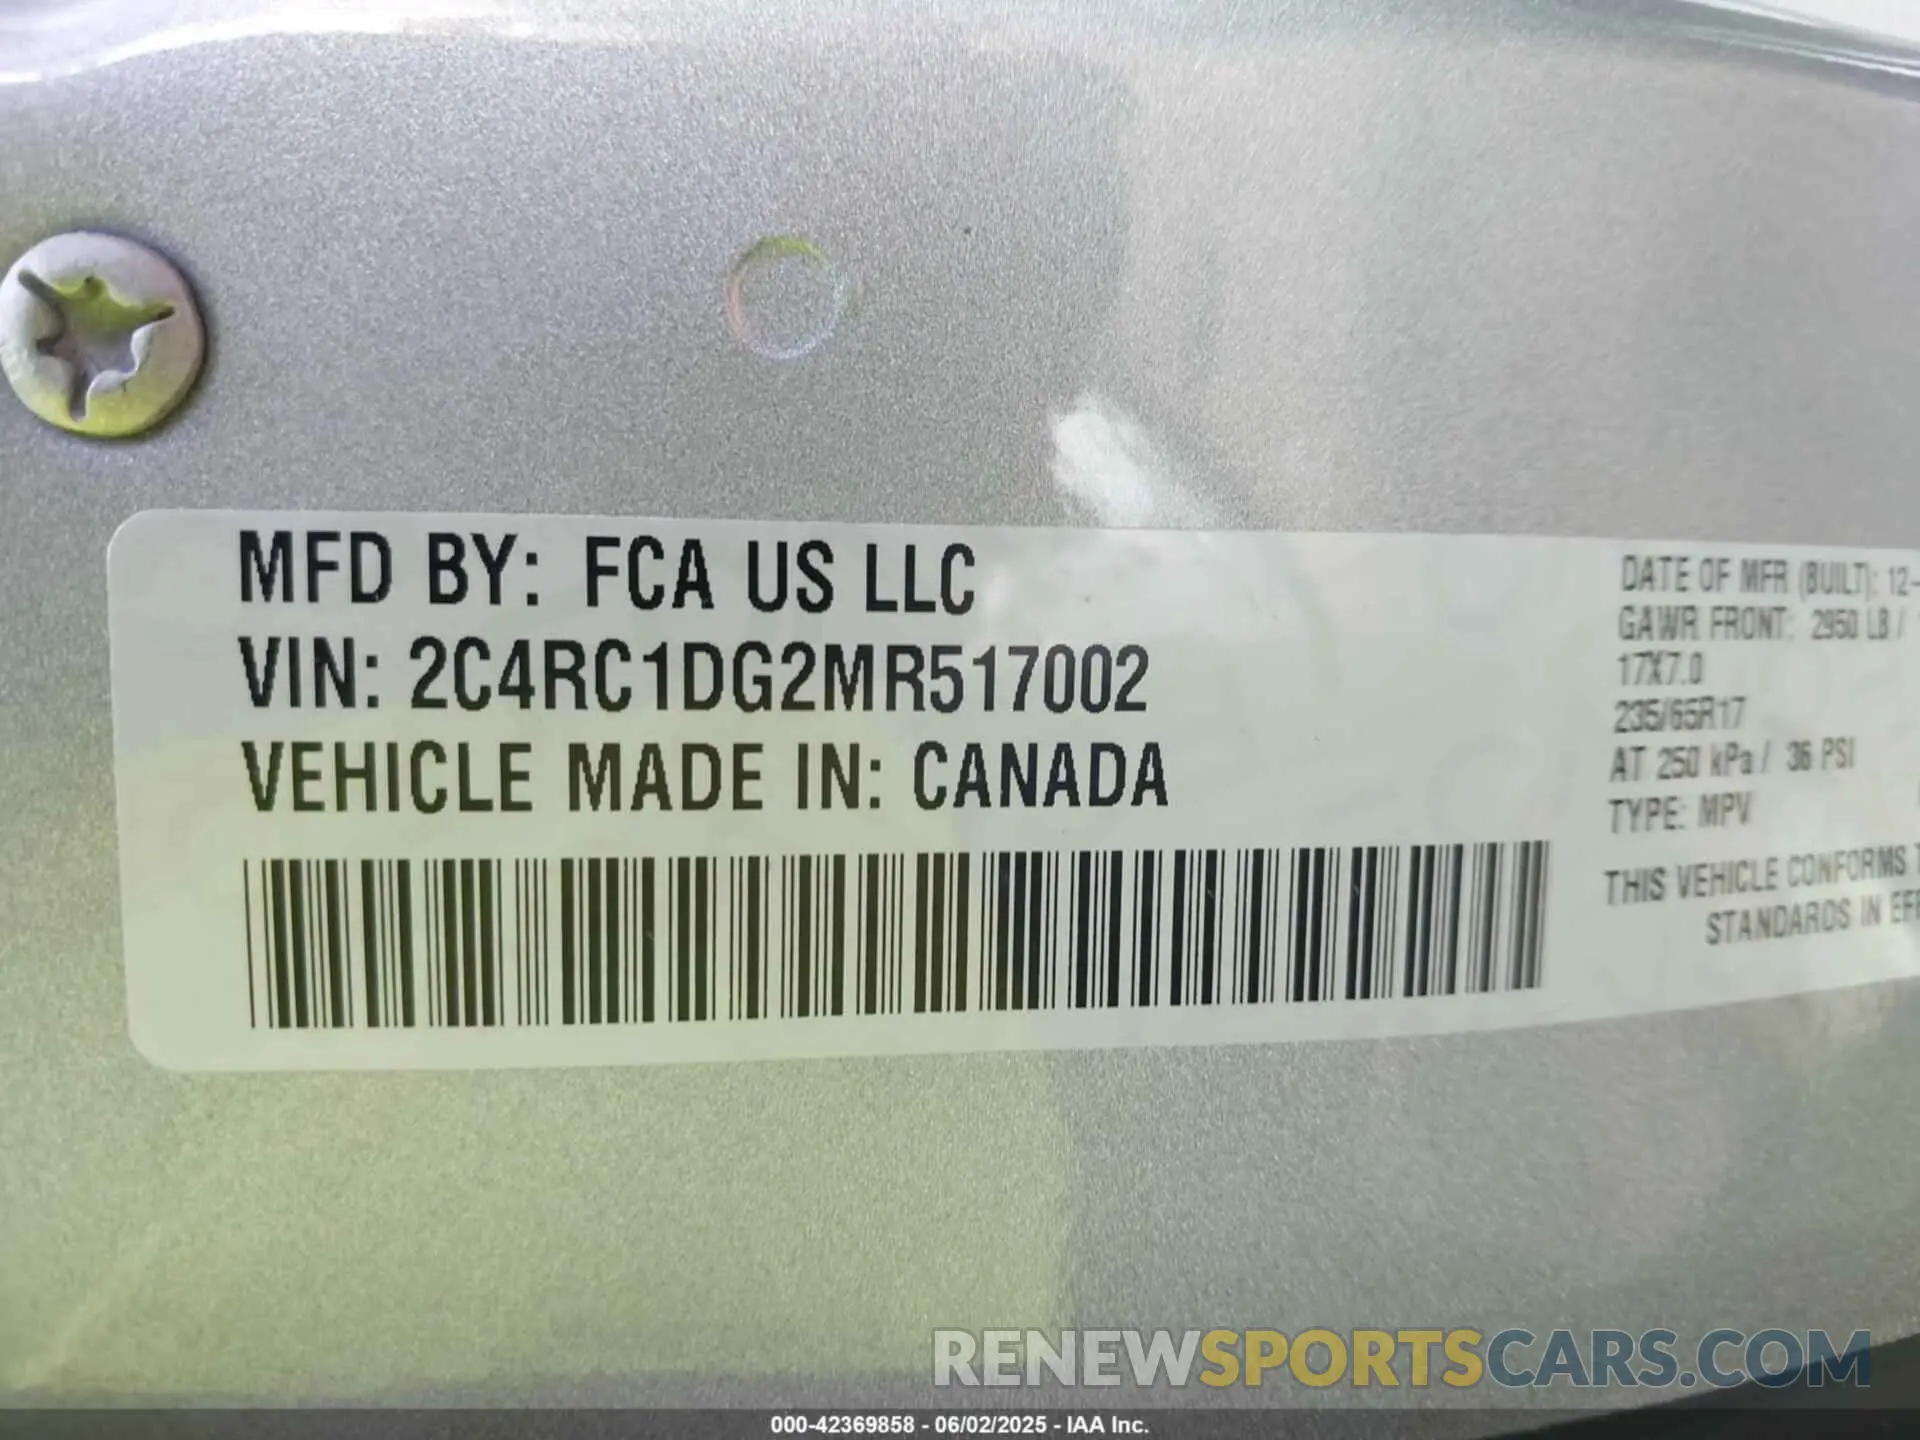 MFD BY: FCA US LLC
VIN: 2C4RC1DG2MR517002
VEHICLE MADE IN: CANADA
DATE OF MFR (BUILT): 12-
GAWR FRONT: 2950 LB /
17X7.0
235/65R17
AT 250 kPa / 36 PSI
TYPE: MPV
THIS VEHICLE CONFORMS
STANDARDS IN
RENEWSPORTSCARS.COM
000-42369858 - 06/02/2025 - IAA Inc.